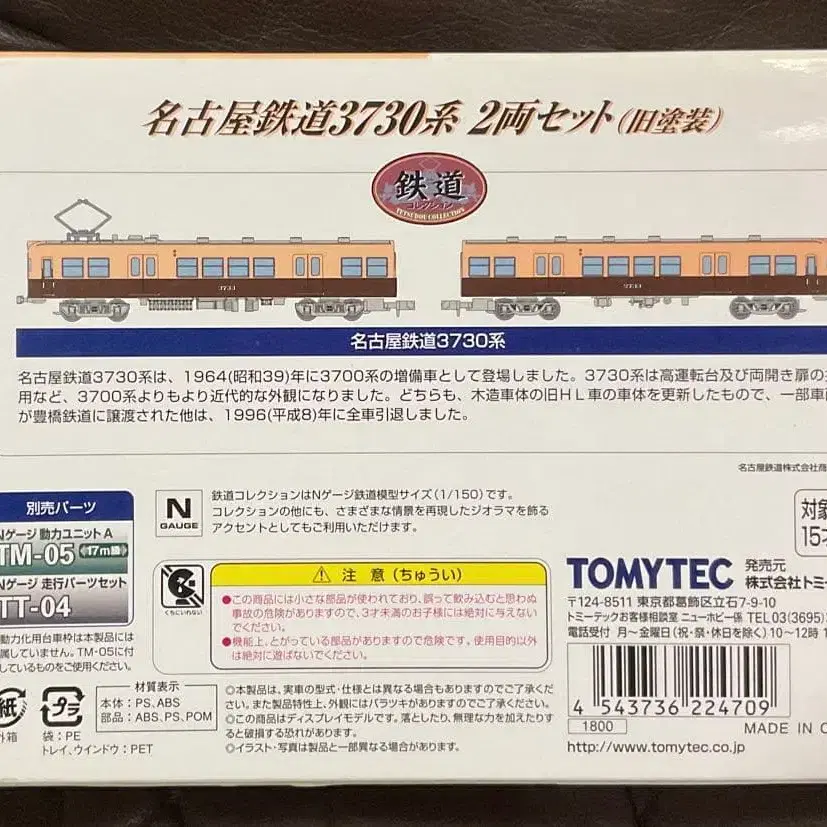 名古屋鉄道3730系 2両セット(旧塗装)
鉄道
コレクション
TETSUDOU COLLECTION
3733
2733
名古屋鉄道3730系
名古屋鉄道3730系は、1964(昭和39)年に3700系の増備車として登場しました。3730系は高運転台及び両開き扉の
用など、3700系よりもより近代的な外観になりました。どちらも、木造車体の旧HL車の車体を更新したもので、一部車
が豊橋鉄道に譲渡された他は、1996(平成8)年に全車引退しました。
名古屋鉄道株式会社商
別売パーツ
Nゲージ 動力ユニットA
TM-05 17m級
Nゲージ 走行パーツセット
TT-04
動力化用台車枠は本製品には
属していません。TM-05に付
しているものをご使用ください。
N
GAUGE
鉄道コレクションはNゲージ鉄道模型サイズ(1/150)です。
コレクションの他にも、さまざまな情景を再現したジオラマを飾る
アクセントとしてもご利用いただけます。
対象
15才
くちにいれない
注意(ちゅうい)
●この商品には小さな部品が使われており、誤って飲み込むと思わぬ
事故の危険がありますので、3才未満のお子様には絶対に与えない
でください。
●機能上、とがっている部品がありますので危険です。使用目的以外
は絶対に遊ばないでください。
TOMYTEC 発売元
株式会社トミー
〒124-8511 東京都葛飾区立石7-9-10
トミーテックお客様相談室 ニューホビー係 TEL03(3695)3
電話受付 月～金曜日(祝・祭・休日を除く)10～12時 1
紙
外箱
プラ
袋:PE
トレイ、ウインドウ:PET
材質表示
本体:PS、ABS
部品:ABS、PS、POM
◎本製品は、実車の型式・仕様とは異なる場合もありますのでご了承くだ
さい。また製品特性上、外観にはバラツキがありますのでご了承ください。
◎この商品はディスプレイモデルです。落としたり、無理な力を加えたりす
ると破損する恐れがあります。
◎イラスト・写真は製品と一部異なる場合があります。
4 543736 224709
1800
MADE IN C
http://www.tomytec.co.jp